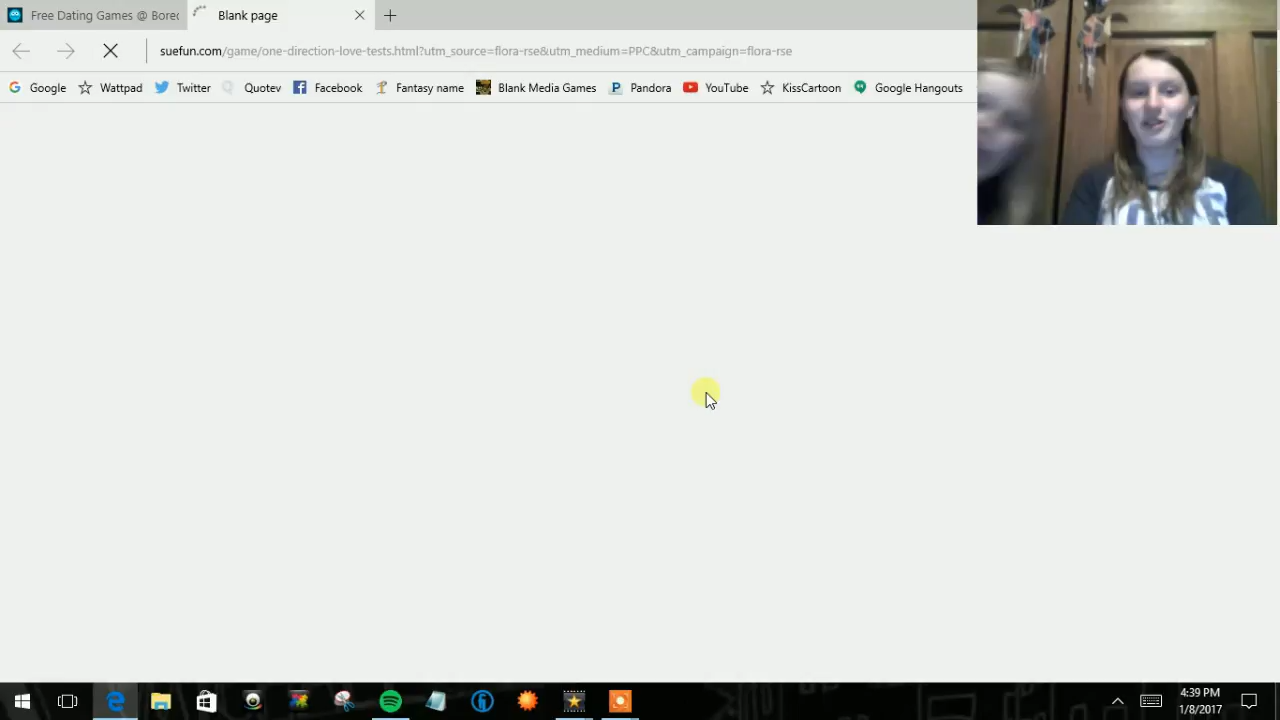 Free Dating Games @ Bored
Blank page
suefun.com/game/one-direction-love-tests.html?utm_source=flora-rse&utm_medium=PPC&utm_campaign=flora-rse
Google Wattpad Twitter Quotev Facebook Fantasy name Blank Media Games Pandora YouTube KissCartoon Google Hangouts
4:39 PM
1/8/2017